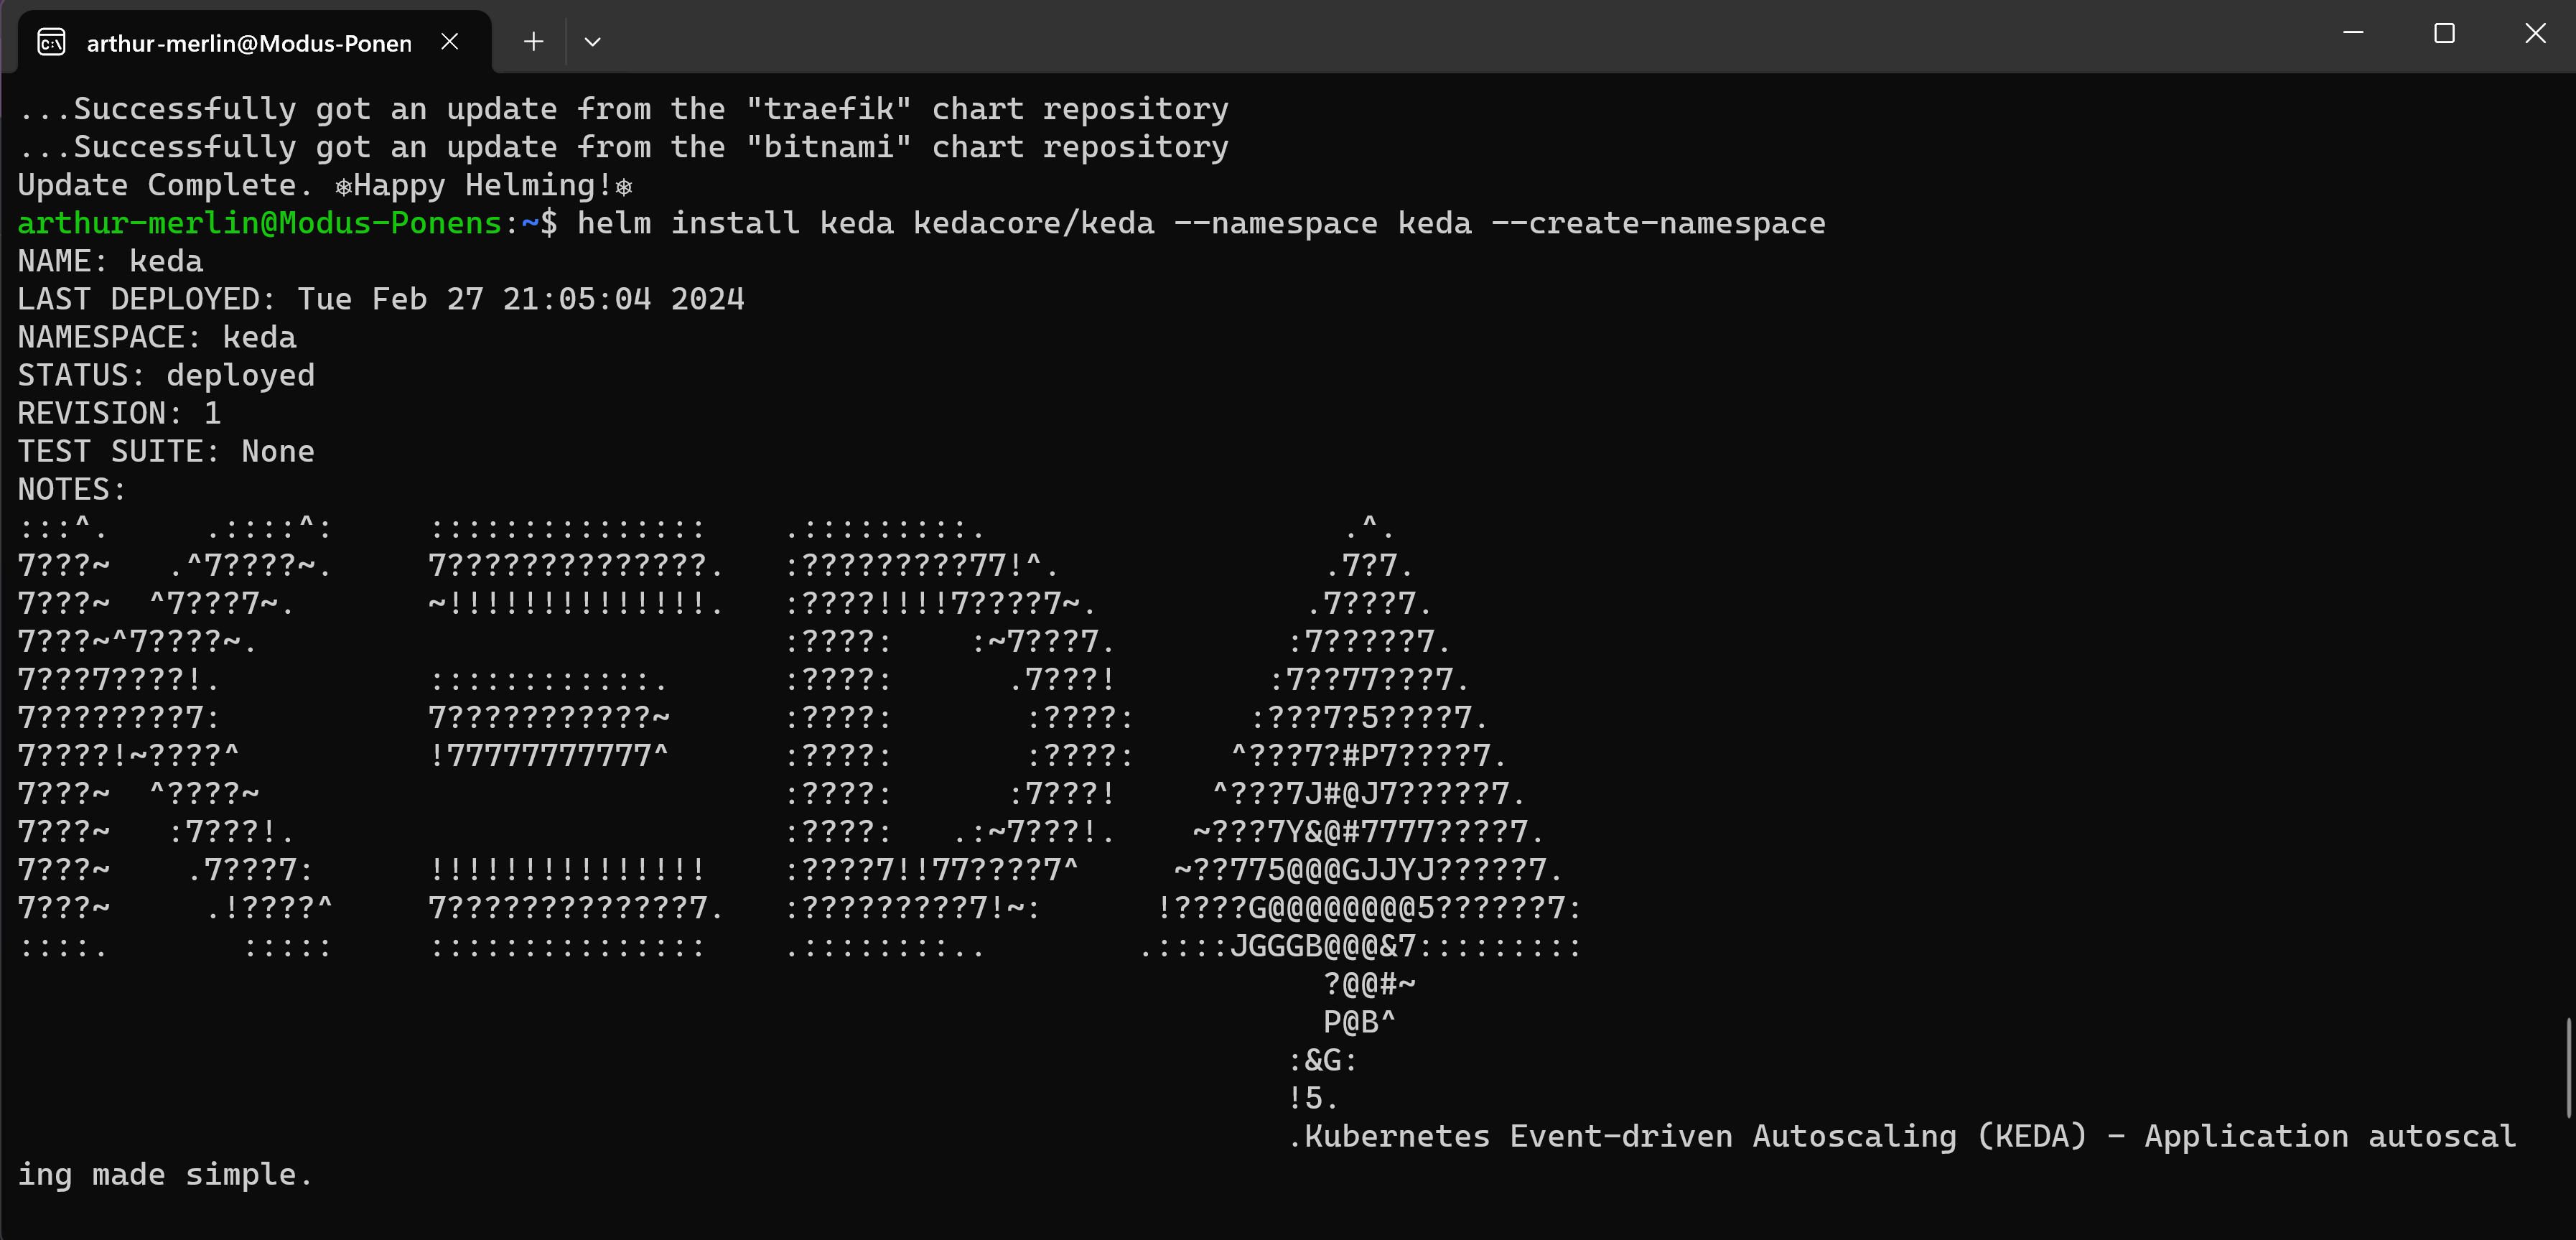 arthur-merlin@Modus-Ponen
...Successfully got an update from the "traefik" chart repository
...Successfully got an update from the "bitnami" chart repository
Update Complete. ⎈Happy Helming!⎈
arthur-merlin@Modus-Ponens:~$ helm install keda kedacore/keda --namespace keda --create-namespace
NAME: keda
LAST DEPLOYED: Tue Feb 27 21:05:04 2024
NAMESPACE: keda
STATUS: deployed
REVISION: 1
TEST SUITE: None
NOTES:
:::^.     .::::^:     :::::::::::::::    .:::::::::.                   .^.
7???~   .^7????~.     7??????????????.   :?????????77!^.              .7?7.
7???~  ^7???7~.       ~!!!!!!!!!!!!!!.   :????!!!!7????7~.           .7???7.
7???~^7????~.                            :????:    :~7???7.         :7?????7.
7???7????!.           ::::::::::::.      :????:      .7???!        :7??77???7.
7????????7:           7???????????~      :????:       :????:      :???7?5????7.
7????!~????^          !77777777777^      :????:       :????:     ^???7?#P7????7.
7???~  ^????~                            :????:      :7???!     ^???7J#@J7?????7.
7???~   :7???!.                          :????:   .:~7???!.    ~???7Y&@#7777????7.
7???~    .7???7:      !!!!!!!!!!!!!!!    :????7!!77????7^     ~??775@@@GJJYJ?????7.
7???~     .!????^     7?????????????7.   :?????????7!~:      !????G@@@@@@@@5??????7:
::::.       :::::     :::::::::::::::    .::::::::..        .::::JGGGB@@@&7:::::::::
                                                                      ?@@#~
                                                                      P@B^
                                                                    :&G:
                                                                    !5.
                                                                    .Kubernetes Event-driven Autoscaling (KEDA) - Application autoscal
ing made simple.